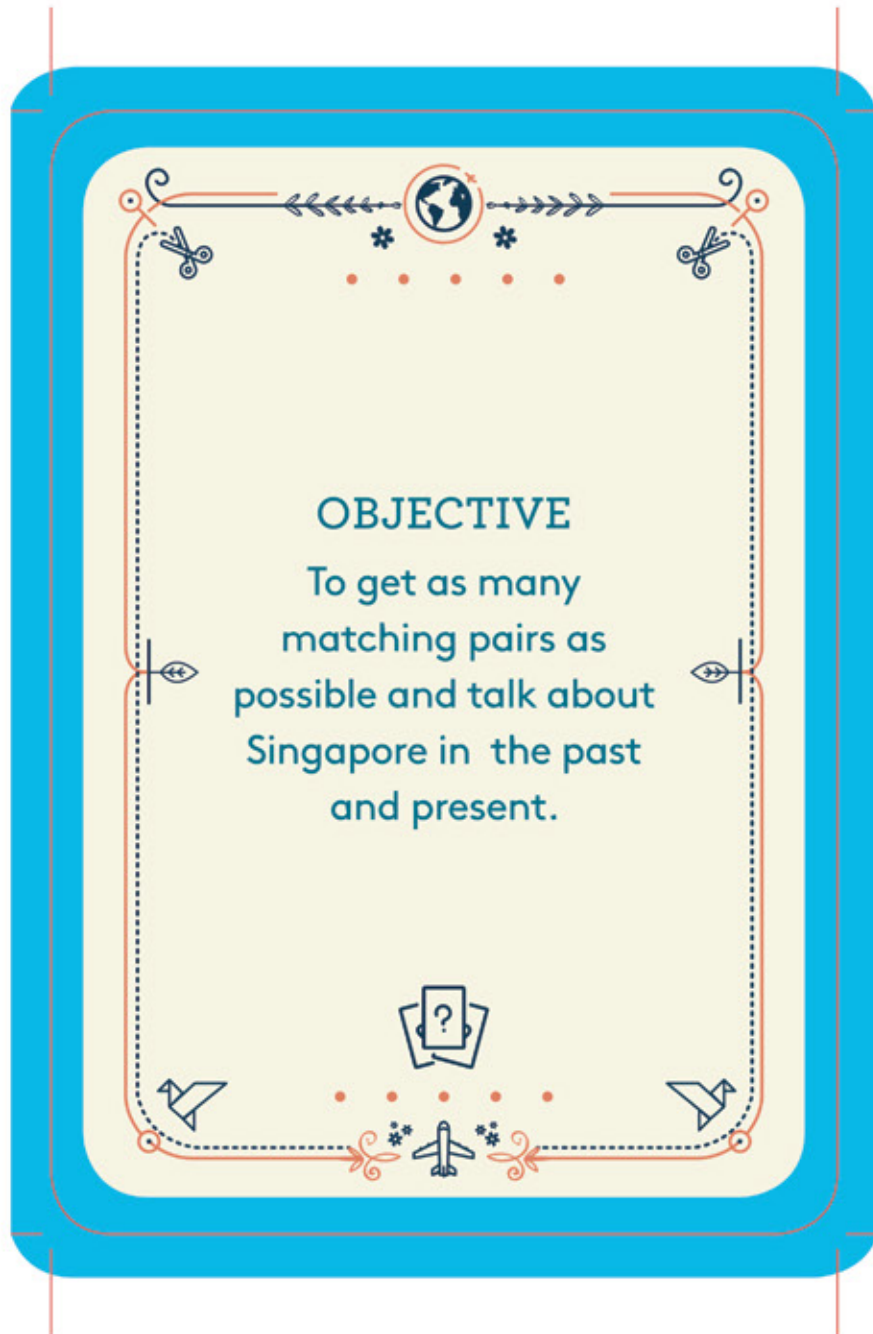 OBJECTIVE
To get as many
matching pairs as
possible and talk about
Singapore in  the past
and present.
?